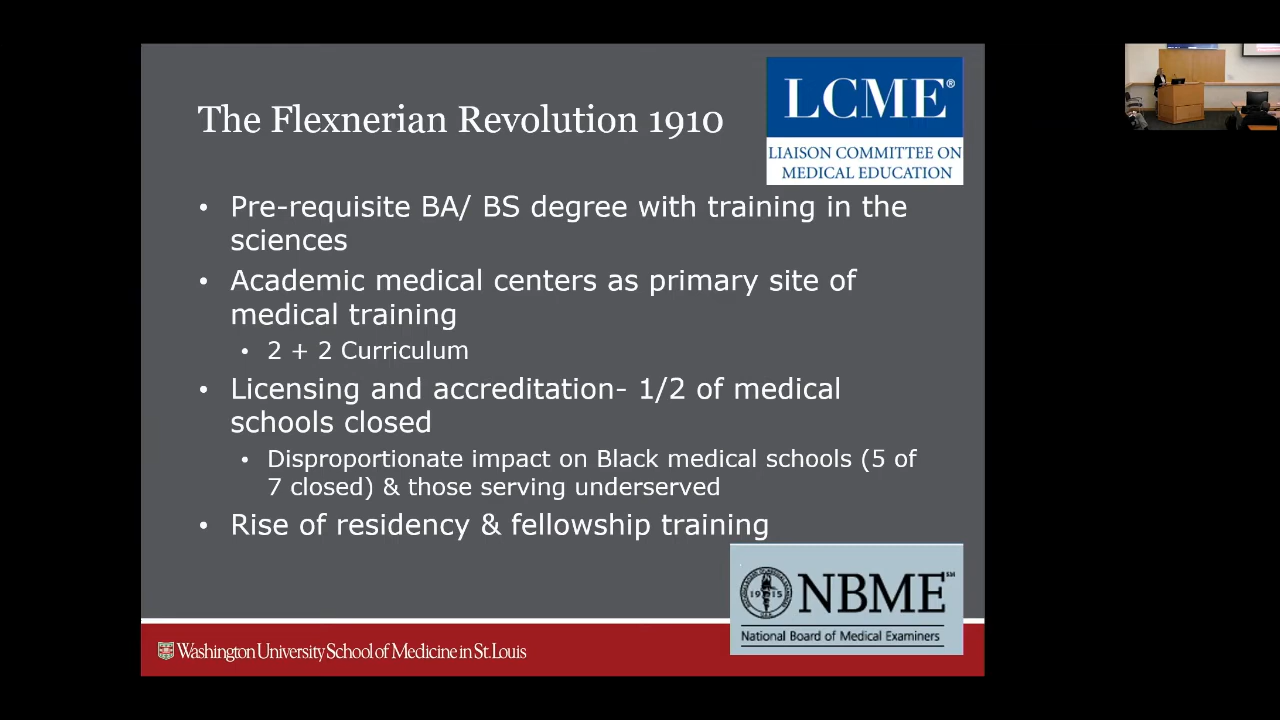 The Flexnerian Revolution 1910
LCME®
LIAISON COMMITTEE ON
MEDICAL EDUCATION
• Pre-requisite BA/ BS degree with training in the
sciences
• Academic medical centers as primary site of
medical training
• 2 + 2 Curriculum
• Licensing and accreditation- 1/2 of medical
schools closed
• Disproportionate impact on Black medical schools (5 of
7 closed) & those serving underserved
• Rise of residency & fellowship training
1915
NBME℠
National Board of Medical Examiners
Washington University School of Medicine in St. Louis